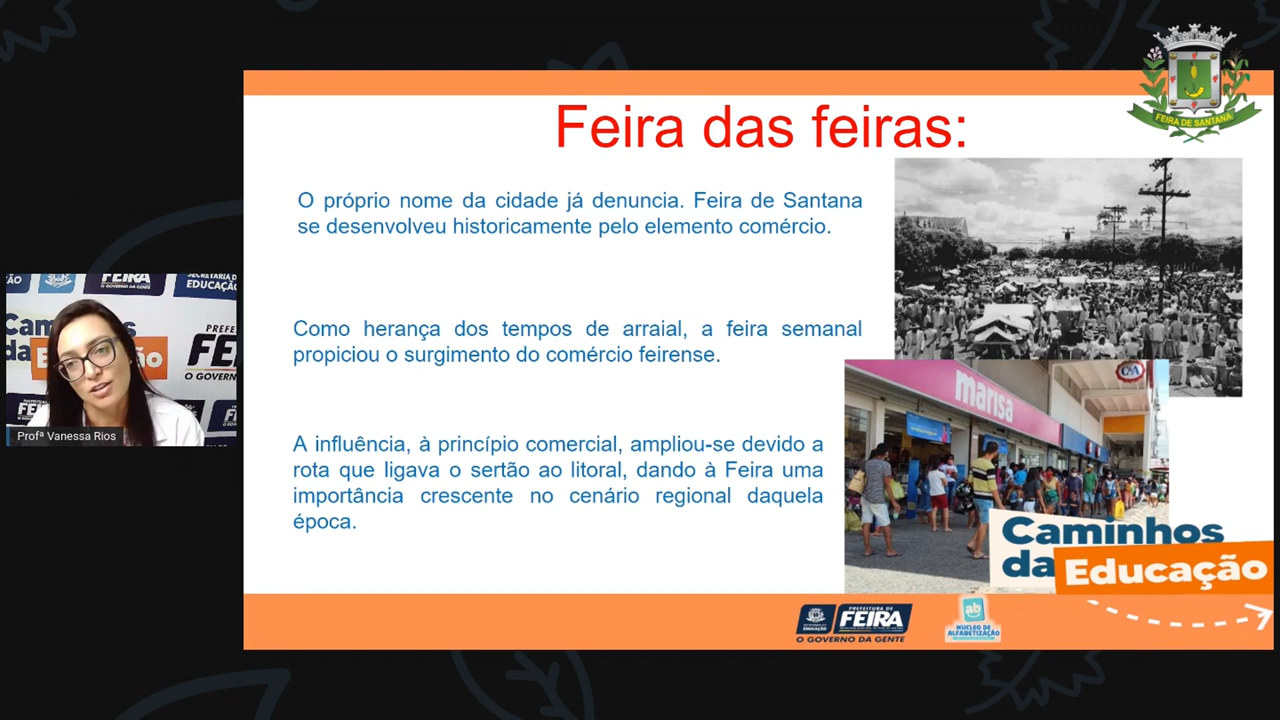 FEIRA DE SANTANA
Feira das feiras:
O próprio nome da cidade já denuncia. Feira de Santana
se desenvolveu historicamente pelo elemento comércio.
Como herança dos tempos de arraial, a feira semanal
propiciou o surgimento do comércio feirense.
A influência, à princípio comercial, ampliou-se devido a
rota que ligava o sertão ao litoral, dando à Feira uma
importância crescente no cenário regional daquela
época.
marisa
C&A
Caminhos
da Educação
PREFEITURA DE
FEIRA
O GOVERNO DA GENTE
ab
NÚCLEO DE
ALFABETIZAÇÃO
FEIRA
O GOVERNO DA GENTE
EDUCAÇÃO
O GOVERNO
Profª Vanessa Rios